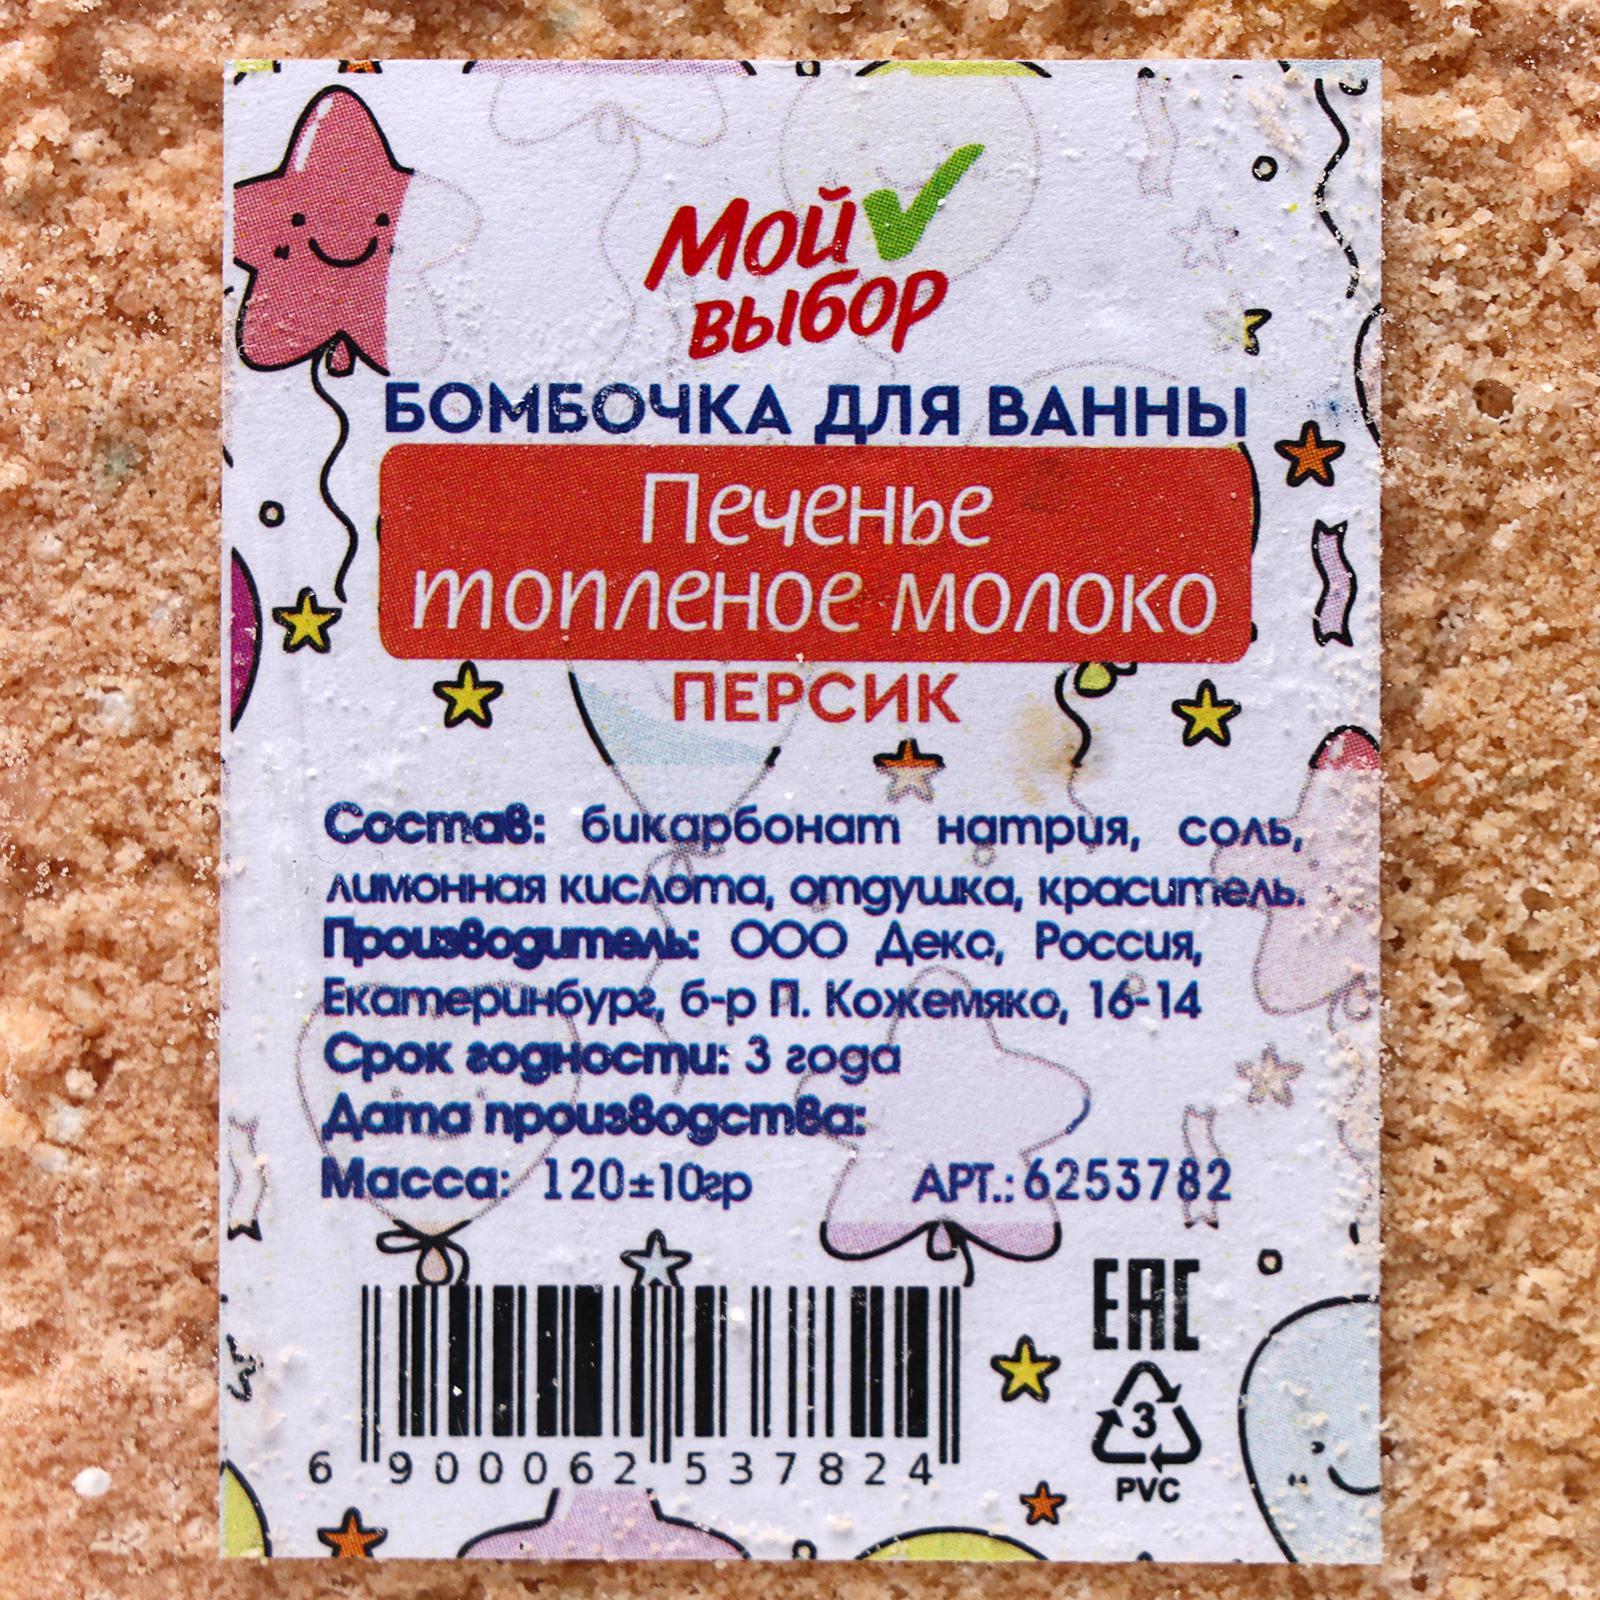 Мой
выбор
БОМБОЧКА ДЛЯ ВАННЫ
Печенье
топленое молоко
ПЕРСИК
Состав: бикарбонат натрия, соль,
лимонная кислота, отдушка, краситель.
Производитель: ООО Деко, Россия,
Екатеринбург, б-р П. Кожемяко, 16-14
Срок годности: 3 года
Дата производства:
Масса: 120±10гр АРТ.: 6253782
EAC
3
PVC
6 900062 537824